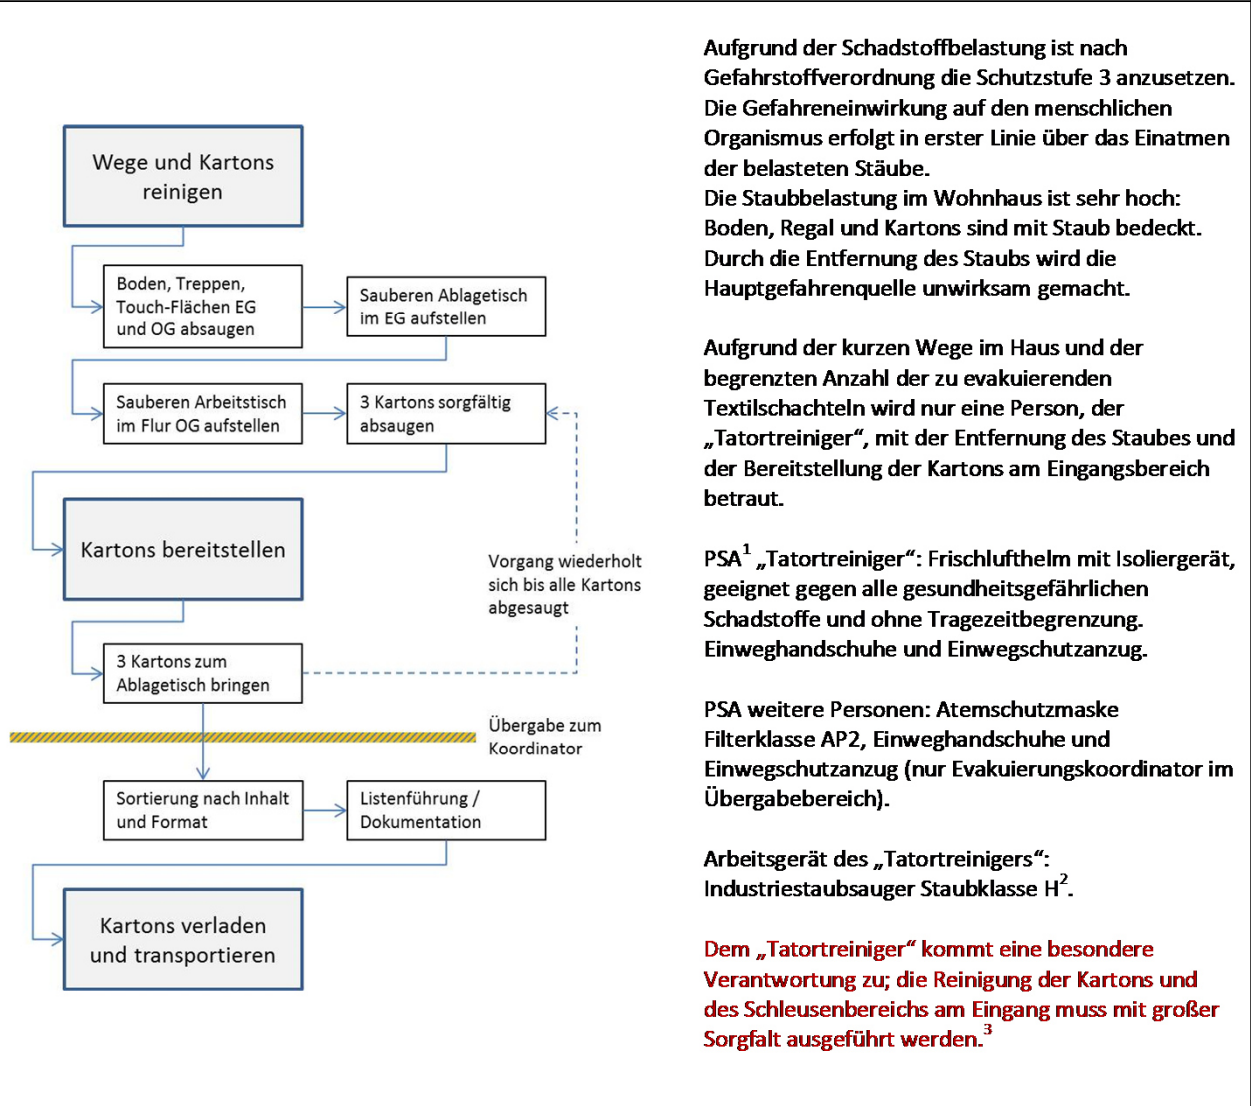 Wege und Kartons
reinigen
Boden, Treppen,
Touch-Flächen EG
und OG absaugen
Sauberen Ablagetisch
im EG aufstellen
Sauberen Arbeitstisch
im Flur OG aufstellen
3 Kartons sorgfältig
absaugen
Kartons bereitstellen
Vorgang wiederholt
sich bis alle Kartons
abgesaugt
3 Kartons zum
Ablagetisch bringen
Übergabe zum
Koordinator
Sortierung nach Inhalt
und Format
Listenführung /
Dokumentation
Kartons verladen
und transportieren
Aufgrund der Schadstoffbelastung ist nach
Gefahrstoffverordnung die Schutzstufe 3 anzusetzen.
Die Gefahreneinwirkung auf den menschlichen
Organismus erfolgt in erster Linie über das Einatmen
der belasteten Stäube.
Die Staubbelastung im Wohnhaus ist sehr hoch:
Boden, Regal und Kartons sind mit Staub bedeckt.
Durch die Entfernung des Staubs wird die
Hauptgefahrenquelle unwirksam gemacht.
Aufgrund der kurzen Wege im Haus und der
begrenzten Anzahl der zu evakuierenden
Textilschachteln wird nur eine Person, der
„Tatortreiniger“, mit der Entfernung des Staubes und
der Bereitstellung der Kartons am Eingangsbereich
betraut.
PSA¹ „Tatortreiniger“: Frischlufthelm mit Isoliergerät,
geeignet gegen alle gesundheitsgefährlichen
Schadstoffe und ohne Tragezeitbegrenzung.
Einweghandschuhe und Einwegschutzanzug.
PSA weitere Personen: Atemschutzmaske
Filterklasse AP2, Einweghandschuhe und
Einwegschutzanzug (nur Evakuierungskoordinator im
Übergabebereich).
Arbeitsgerät des „Tatortreinigers“:
Industriestaubsauger Staubklasse H².
Dem „Tatortreiniger“ kommt eine besondere
Verantwortung zu; die Reinigung der Kartons und
des Schleusenbereichs am Eingang muss mit großer
Sorgfalt ausgeführt werden.³